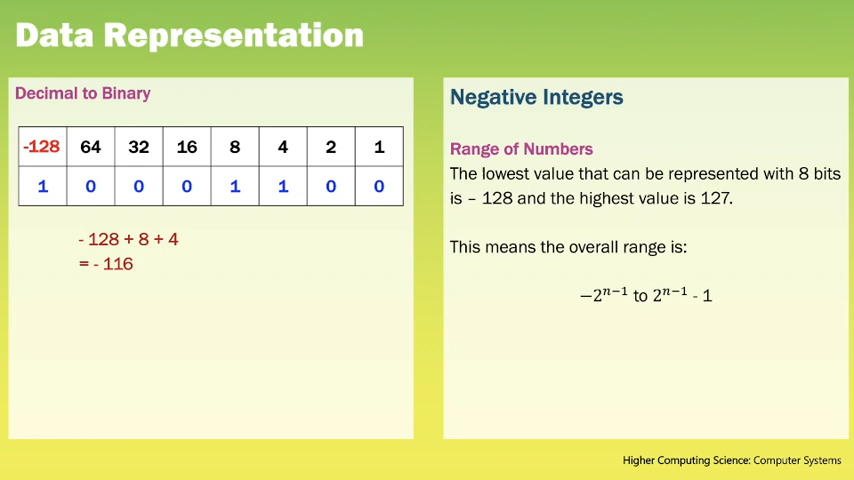 Data Representation
Decimal to Binary
-128 64 32 16 8 4 2 1
1 0 0 0 1 1 0 0
- 128 + 8 + 4
= - 116
Negative Integers
Range of Numbers
The lowest value that can be represented with 8 bits
is – 128 and the highest value is 127.
This means the overall range is:
−2ⁿ⁻¹ to 2ⁿ⁻¹ - 1
Higher Computing Science: Computer Systems